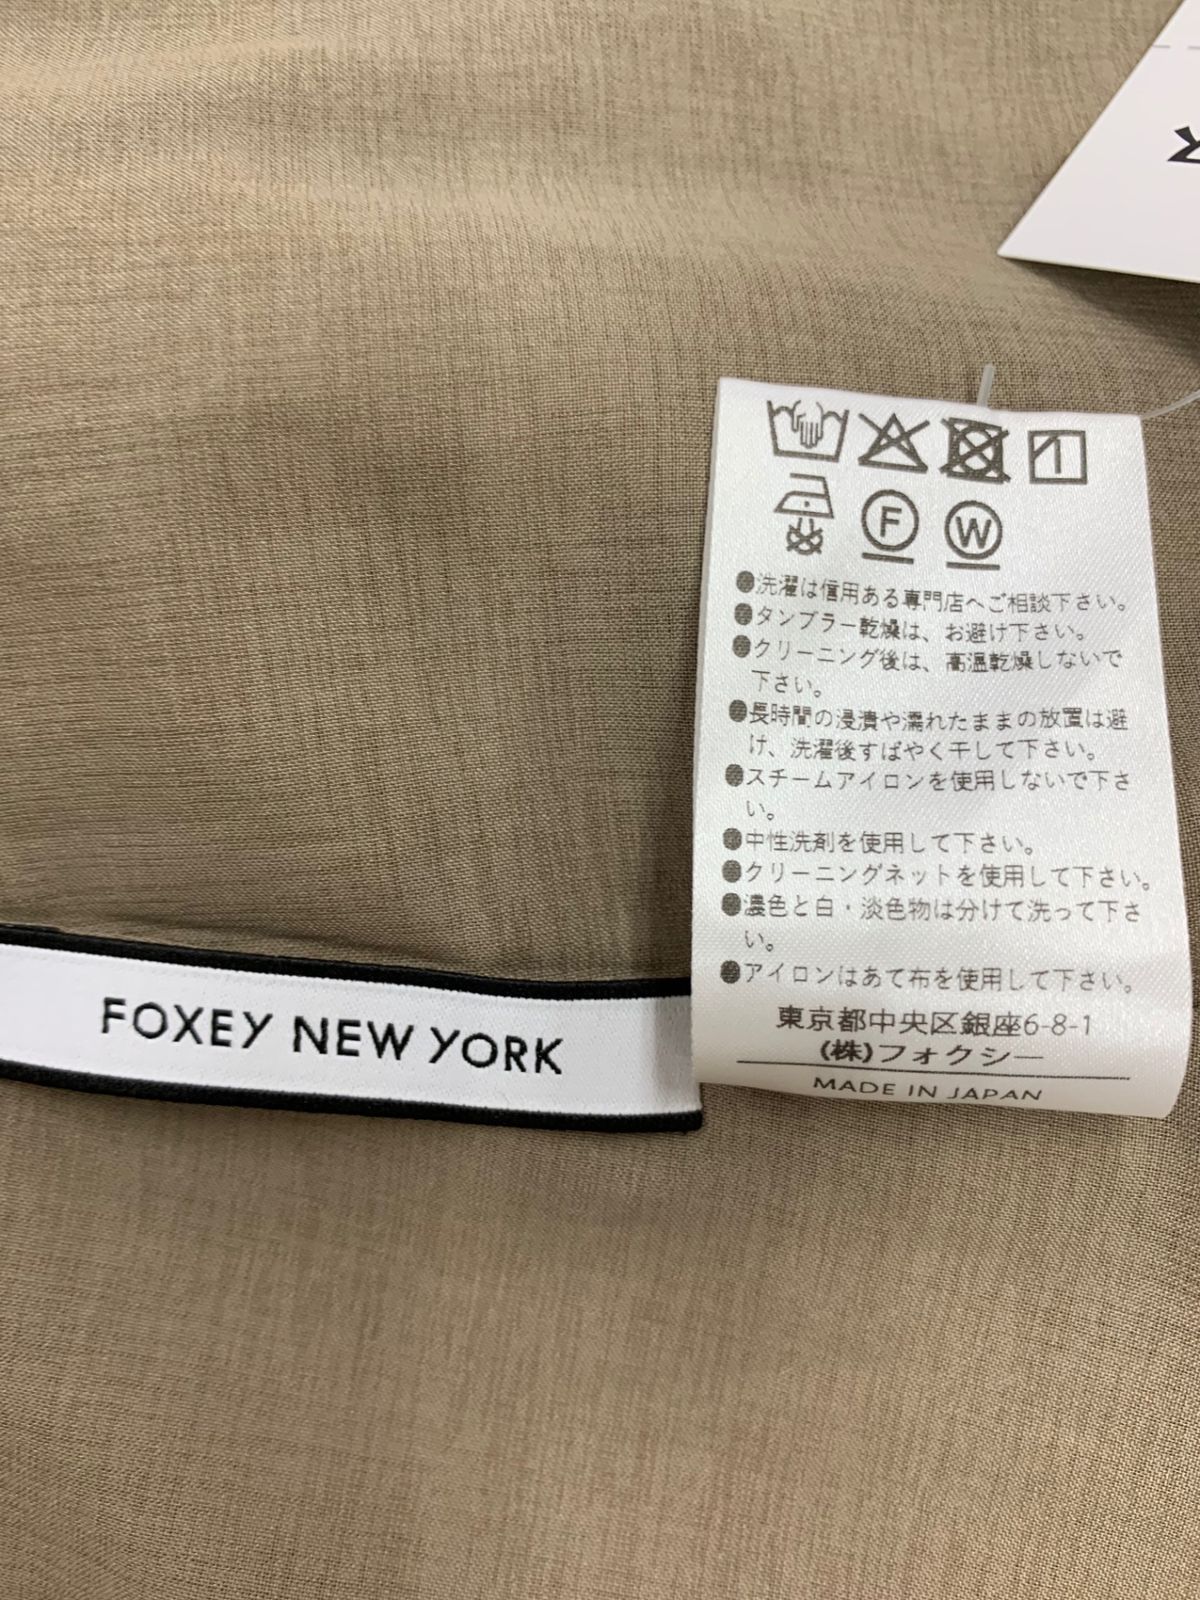 R
F W
●洗濯は信用ある専門店へご相談下さい。
●タンブラー乾燥は、お避け下さい。
●クリーニング後は、高温乾燥しないで
下さい。
●長時間の浸漬や濡れたままの放置は避
け、洗濯後すばやく干して下さい。
●スチームアイロンを使用しないで下さ
い。
●中性洗剤を使用して下さい。
●クリーニングネットを使用して下さい。
●濃色と白・淡色物は分けて洗って下さ
い。
●アイロンはあて布を使用して下さい。
東京都中央区銀座6-8-1
(株)フォクシー
MADE IN JAPAN
FOXEY NEW YORK